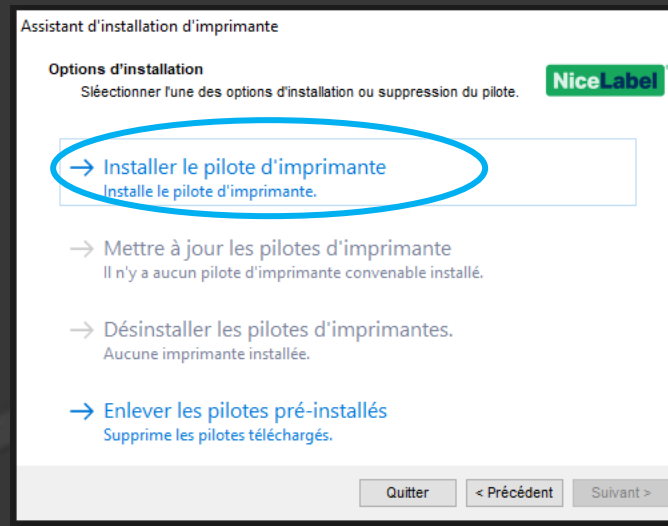 Assistant d'installation d'imprimante
Options d'installation
Sléectionner l'une des options d'installation ou suppression du pilote.
NiceLabel
→ Installer le pilote d'imprimante
Installe le pilote d'imprimante.
→ Mettre à jour les pilotes d'imprimante
Il n'y a aucun pilote d'imprimante convenable installé.
→ Désinstaller les pilotes d'imprimantes.
Aucune imprimante installée.
→ Enlever les pilotes pré-installés
Supprime les pilotes téléchargés.
Quitter < Précédent Suivant >